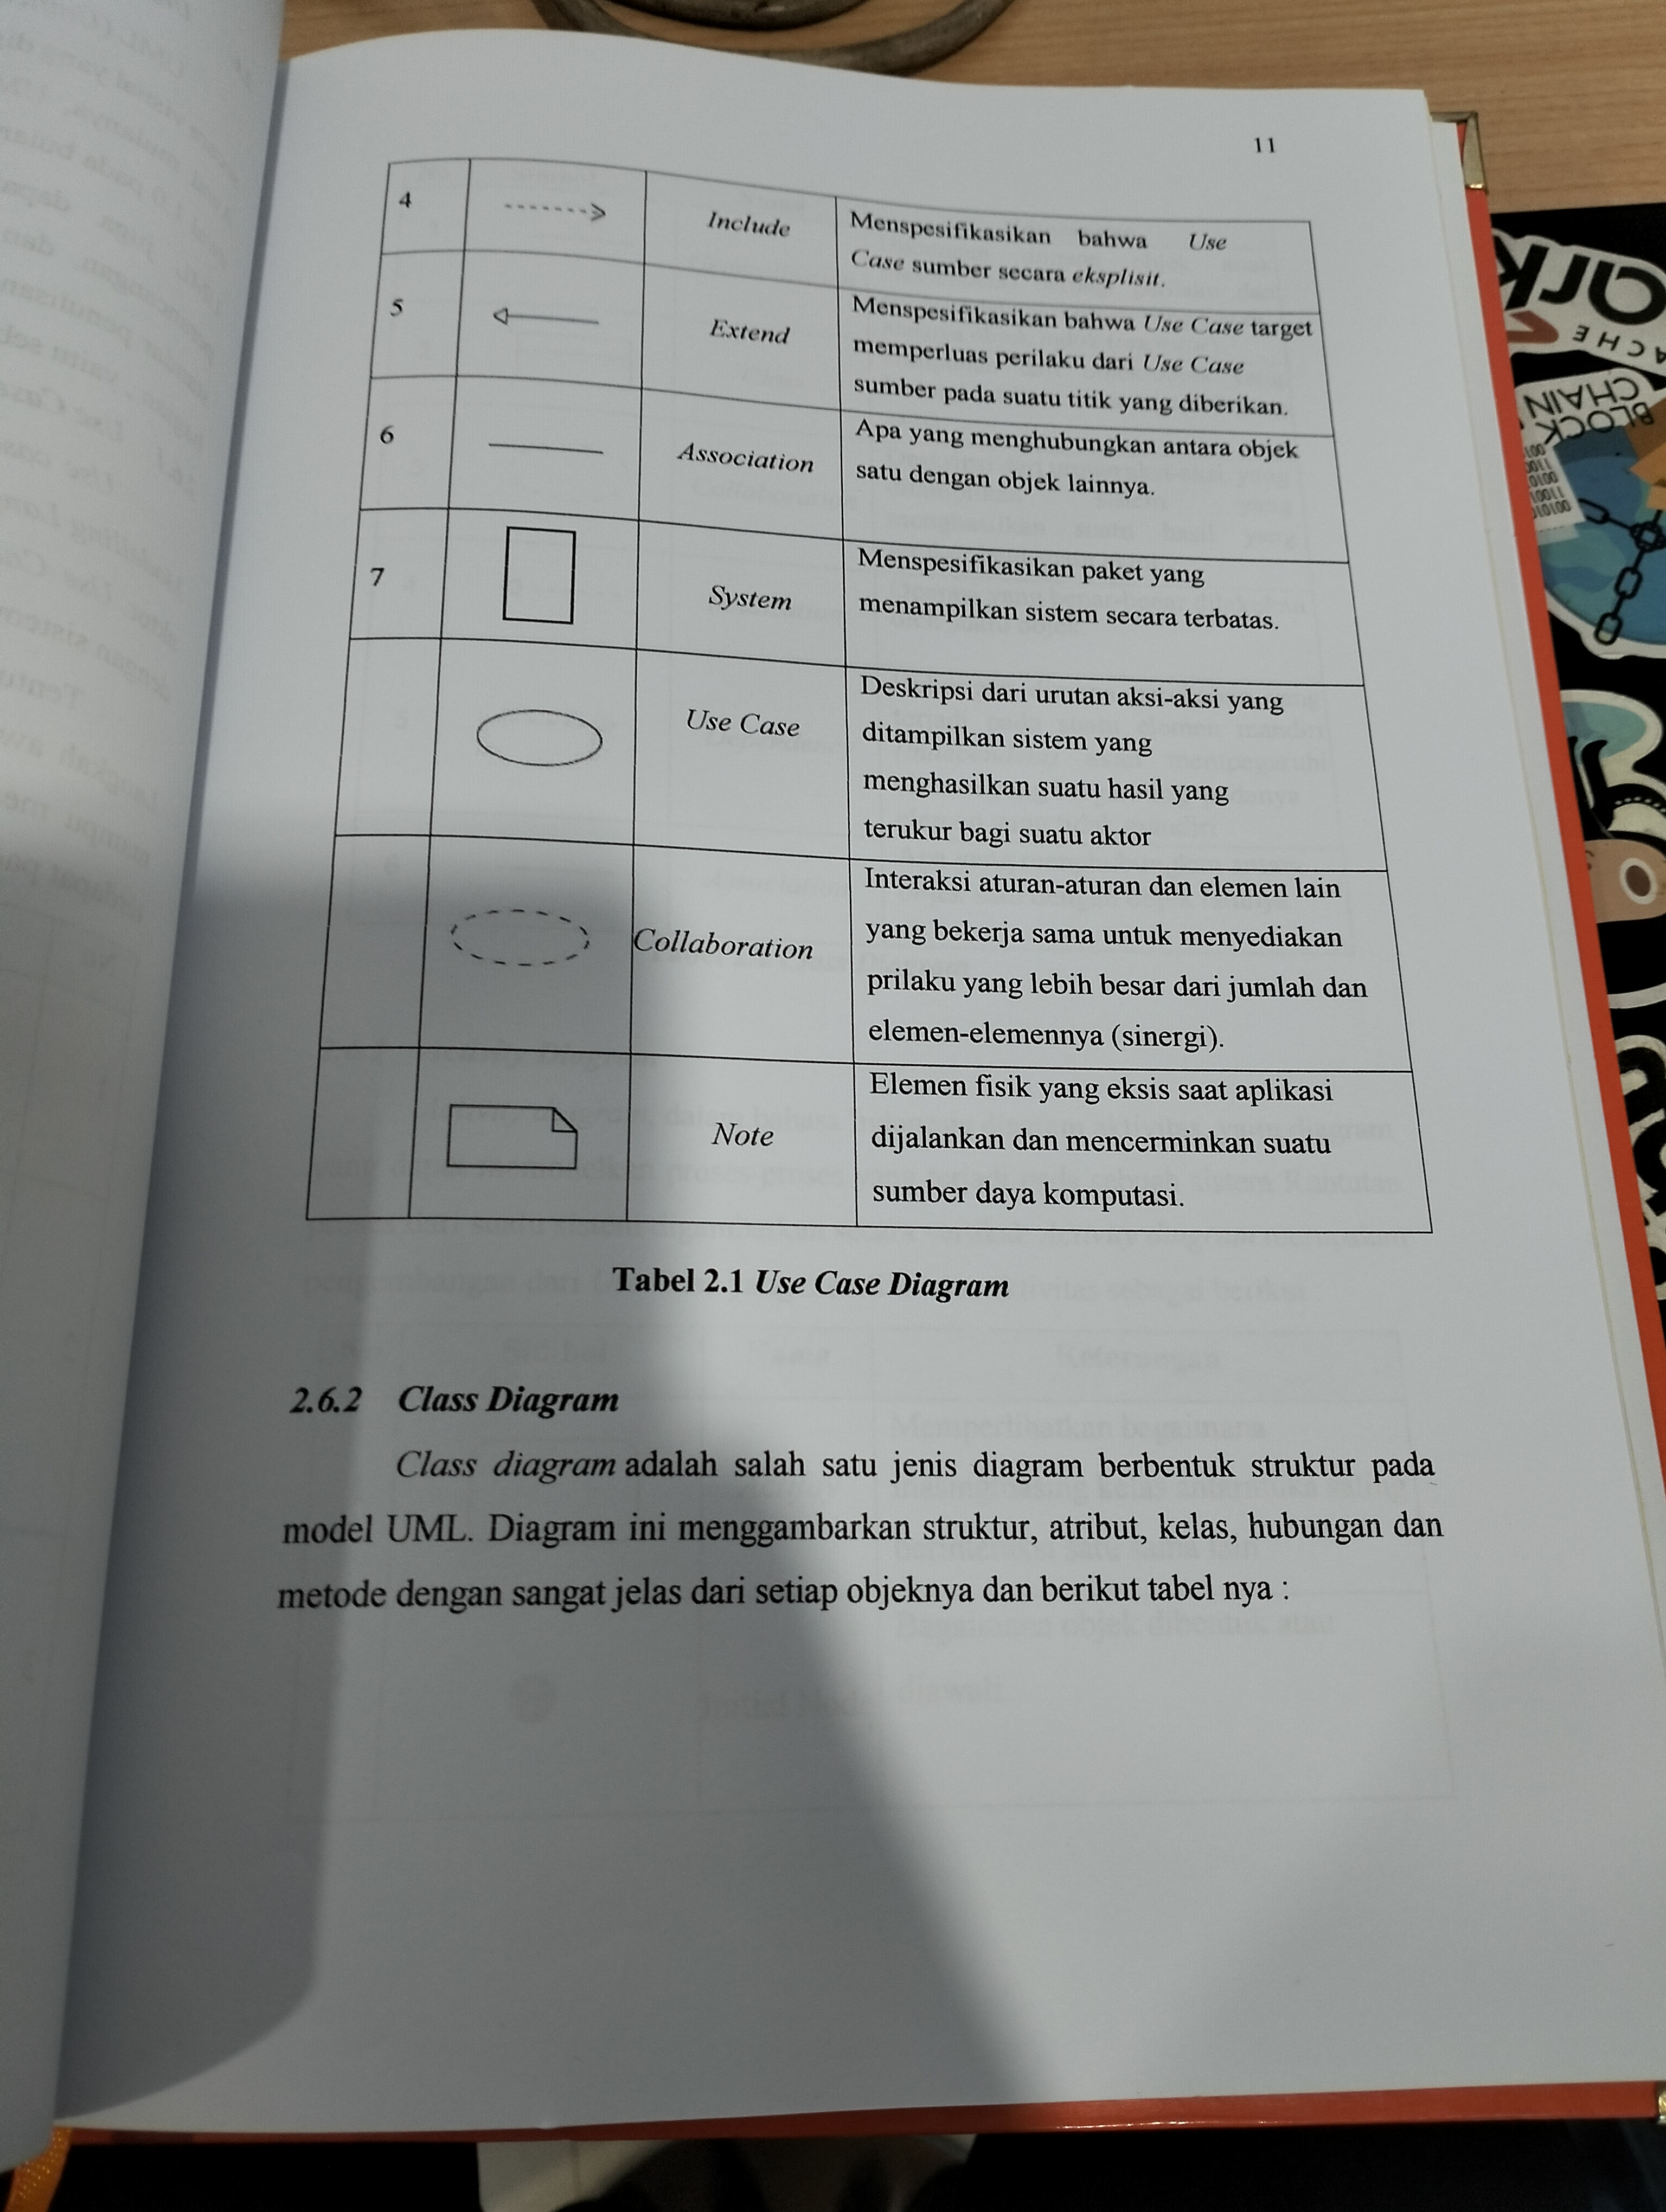 11
4
Include
Menspesifikasikan bahwa Use
Case sumber secara eksplisit.
5
Extend
Menspesifikasikan bahwa Use Case target
memperluas perilaku dari Use Case
sumber pada suatu titik yang diberikan.
6
Association
Apa yang menghubungkan antara objek
satu dengan objek lainnya.
7
System
Menspesifikasikan paket yang
menampilkan sistem secara terbatas.
Use Case
Deskripsi dari urutan aksi-aksi yang
ditampilkan sistem yang
menghasilkan suatu hasil yang
terukur bagi suatu aktor
Collaboration
Interaksi aturan-aturan dan elemen lain
yang bekerja sama untuk menyediakan
prilaku yang lebih besar dari jumlah dan
elemen-elemennya (sinergi).
Note
Elemen fisik yang eksis saat aplikasi
dijalankan dan mencerminkan suatu
sumber daya komputasi.
Tabel 2.1 Use Case Diagram
2.6.2 Class Diagram
Class diagram adalah salah satu jenis diagram berbentuk struktur pada
model UML. Diagram ini menggambarkan struktur, atribut, kelas, hubungan dan
metode dengan sangat jelas dari setiap objeknya dan berikut tabel nya :
BLOCK
CHAIN